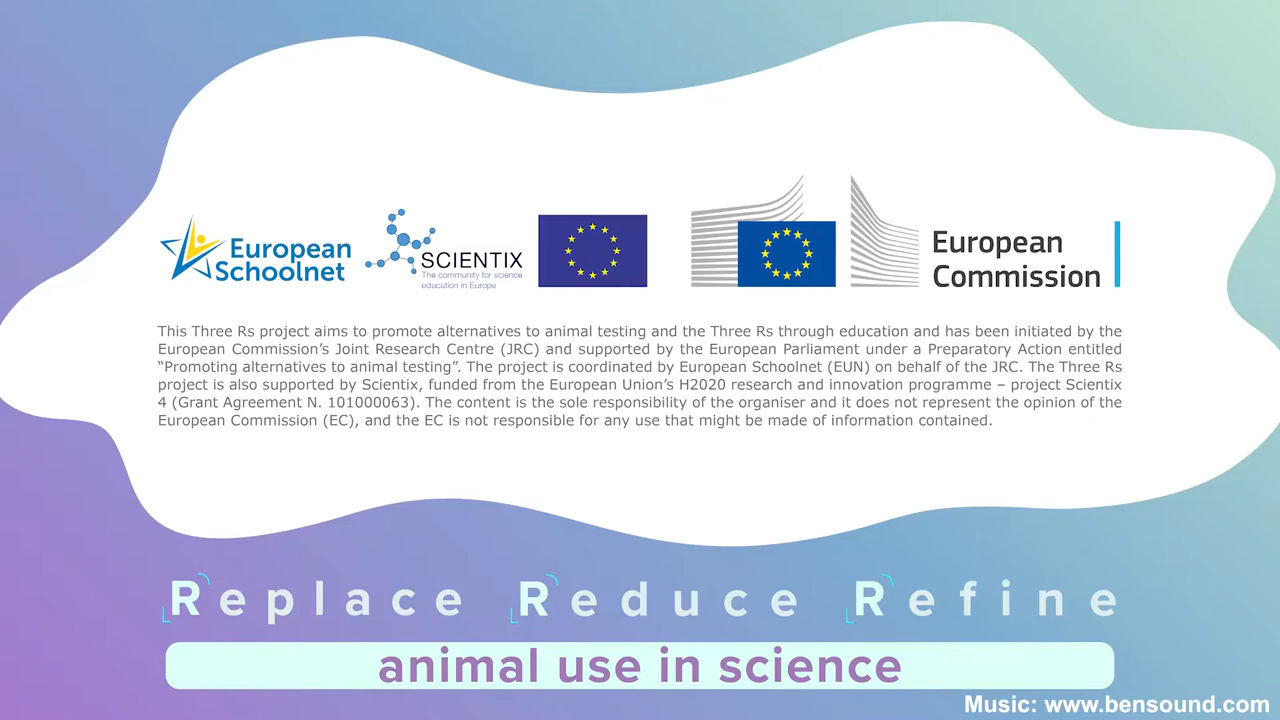 European
Schoolnet
SCIENTIX
The community for science
education in Europe
European
Commission
This Three Rs project aims to promote alternatives to animal testing and the Three Rs through education and has been initiated by the
European Commission's Joint Research Centre (JRC) and supported by the European Parliament under a Preparatory Action entitled
“Promoting alternatives to animal testing”. The project is coordinated by European Schoolnet (EUN) on behalf of the JRC. The Three Rs
project is also supported by Scientix, funded from the European Union's H2020 research and innovation programme – project Scientix
4 (Grant Agreement N. 101000063). The content is the sole responsibility of the organiser and it does not represent the opinion of the
European Commission (EC), and the EC is not responsible for any use that might be made of information contained.
Replace Reduce Refine
animal use in science
Music: www.bensound.com